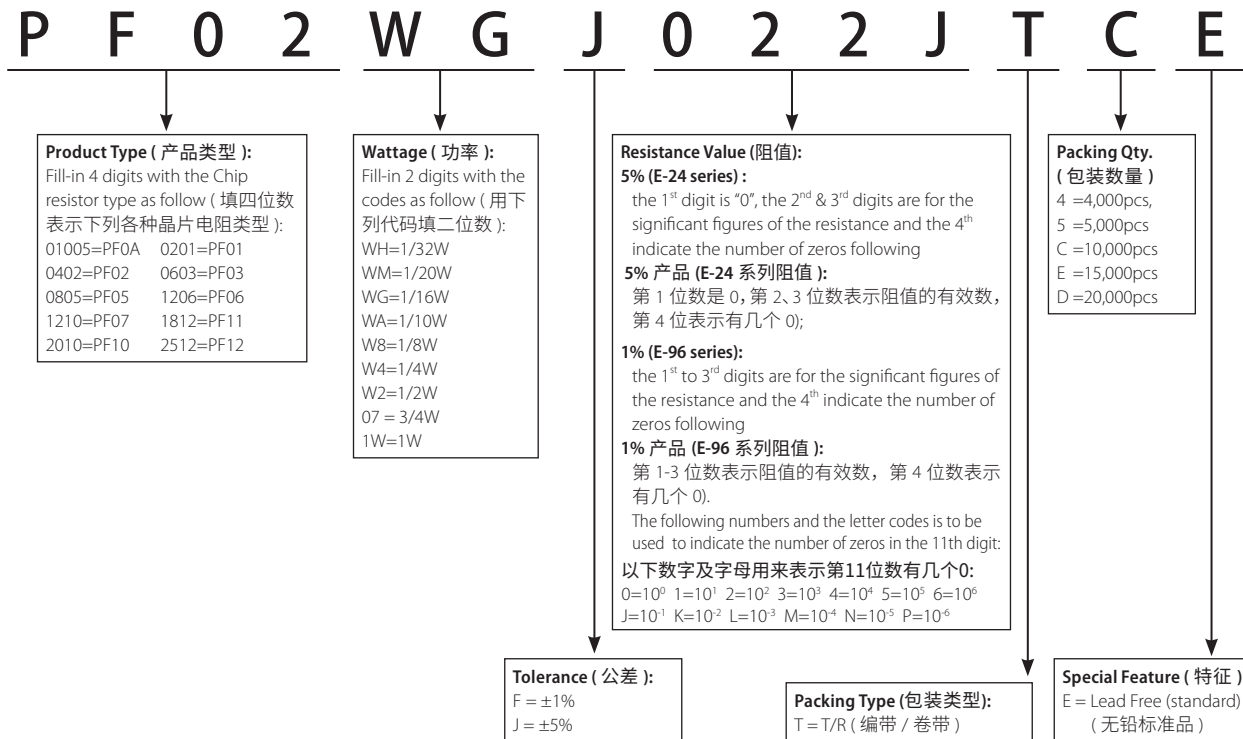 P F 0 2 W G J 0 2 2 J T C E
Product Type ( 产品类型 ):
Fill-in 4 digits with the Chip
resistor type as follow ( 填四位数
表示下列各种晶片电阻类型 ):
01005=PF0A 0201=PF01
0402=PF02 0603=PF03
0805=PF05 1206=PF06
1210=PF07 1812=PF11
2010=PF10 2512=PF12
Wattage ( 功率 ):
Fill-in 2 digits with the
codes as follow ( 用下
列代码填二位数 ):
WH=1/32W
WM=1/20W
WG=1/16W
WA=1/10W
W8=1/8W
W4=1/4W
W2=1/2W
07 = 3/4W
1W=1W
Resistance Value (阻值):
5% (E-24 series) :
the 1st digit is “0”, the 2nd & 3rd digits are for the
significant figures of the resistance and the 4th
indicate the number of zeros following
5% 产品 (E-24 系列阻值 ):
第 1 位数是 0, 第 2、3 位数表示阻值的有效数，
第 4 位表示有几个 0);
1% (E-96 series):
the 1st to 3rd digits are for the significant figures of
the resistance and the 4th indicate the number of
zeros following
1% 产品 (E-96 系列阻值 ):
第 1-3 位数表示阻值的有效数，第 4 位数表示
有几个 0).
The following numbers and the letter codes is to be
used to indicate the number of zeros in the 11th digit:
以下数字及字母用来表示第11位数有几个0:
0=10⁰ 1=10¹ 2=10² 3=10³ 4=10⁴ 5=10⁵ 6=10⁶
J=10⁻¹ K=10⁻² L=10⁻³ M=10⁻⁴ N=10⁻⁵ P=10⁻⁶
Packing Qty.
( 包装数量 )
4 =4,000pcs,
5 =5,000pcs
C =10,000pcs
E =15,000pcs
D =20,000pcs
Tolerance ( 公差 ):
F = ±1%
J = ±5%
Packing Type (包装类型):
T = T/R ( 编带 / 卷带 )
Special Feature ( 特征 )
E = Lead Free (standard)
( 无铅标准品 )